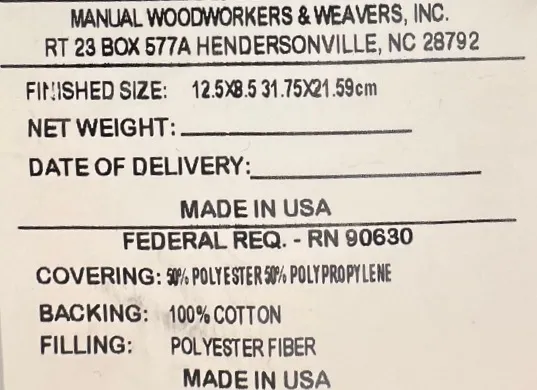 MANUAL WOODWORKERS & WEAVERS, INC.
RT 23 BOX 577A HENDERSONVILLE, NC 28792
FINISHED SIZE: 12.5X8.5 31.75X21.59cm
NET WEIGHT:
DATE OF DELIVERY:
MADE IN USA
FEDERAL REQ. - RN 90630
COVERING: 50% POLYESTER 50% POLYPROPYLENE
BACKING: 100% COTTON
FILLING: POLYESTER FIBER
MADE IN USA